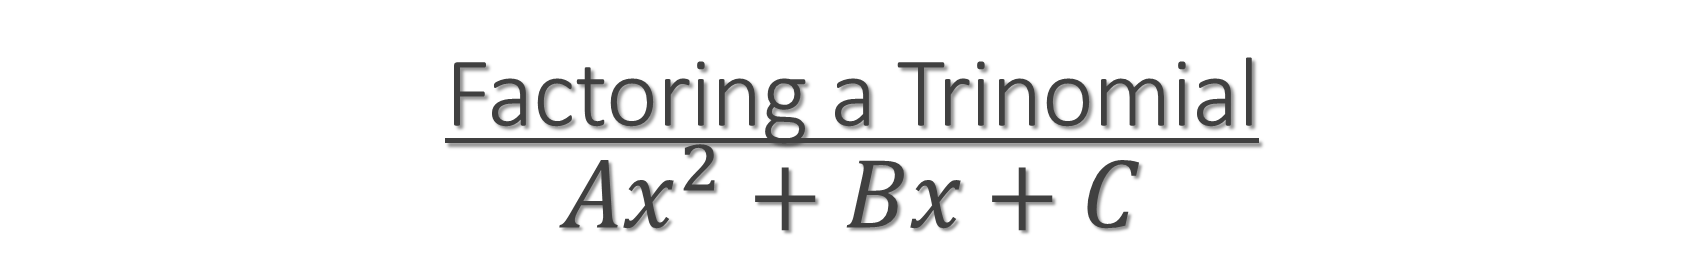 Factoring a Trinomial
𝐴𝑥² + 𝐵𝑥 + 𝐶